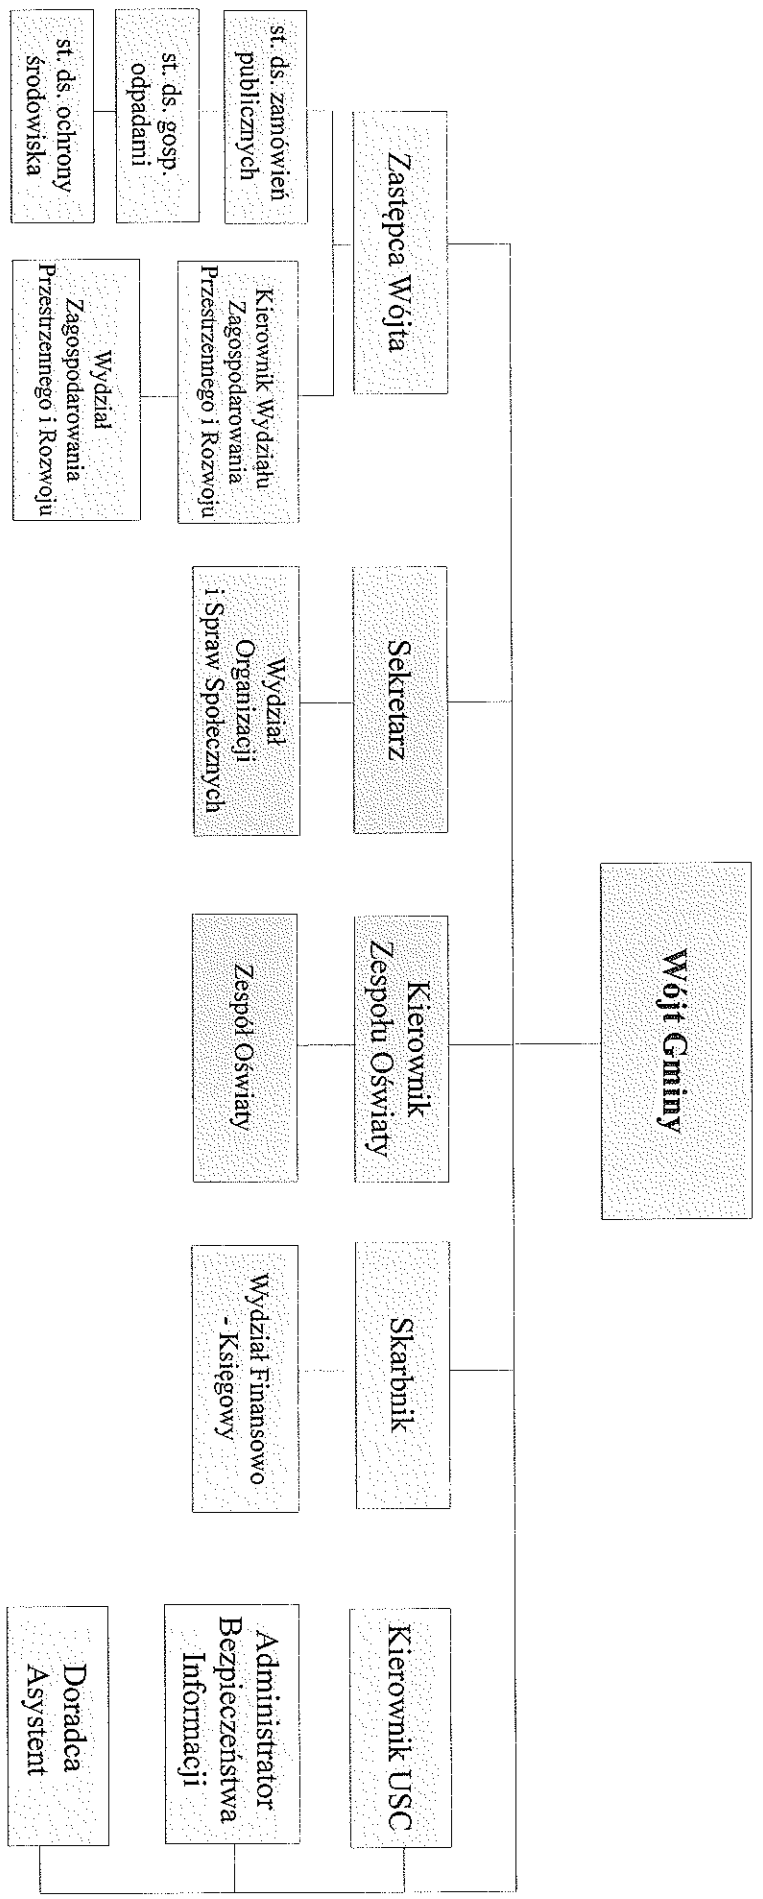 Wójt Gminy
Zastępca Wójta
Sekretarz
Kierownik
Zespołu Oświaty
Skarbnik
Kierownik USC
st. ds. zamówień
publicznych
Kierownik Wydziału
Zagospodarowania
Przestrzennego i Rozwoju
Wydział
Organizacji
i Spraw Społecznych
Zespół Oświaty
Wydział Finansowo
- Księgowy
Administrator
Bezpieczeństwa
Informacji
st. ds. gosp.
odpadami
Wydział
Zagospodarowania
Przestrzennego i Rozwoju
st. ds. ochrony
środowiska
Doradca
Asystent